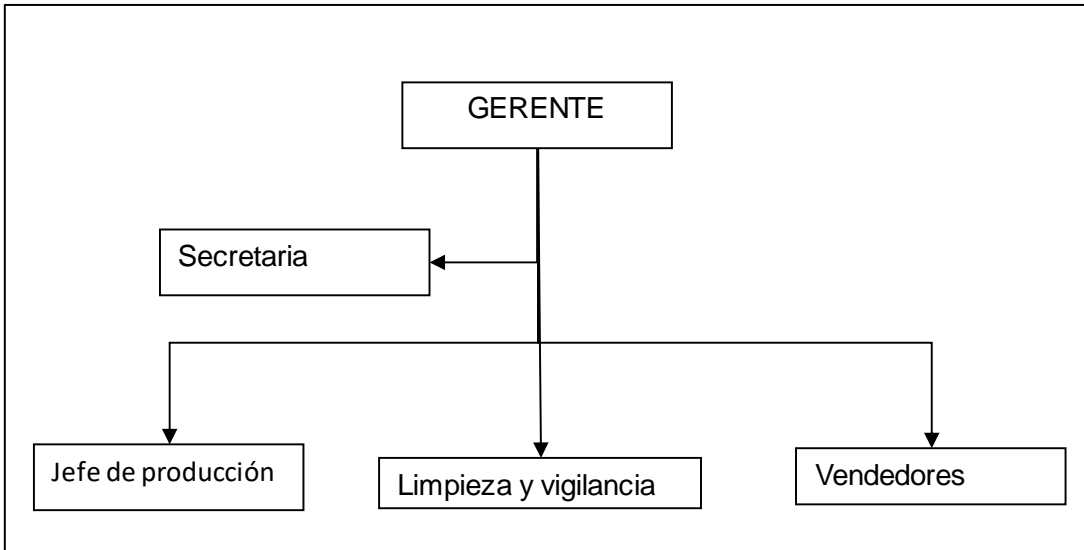 GERENTE
Secretaria
Jefe de producción
Limpieza y vigilancia
Vendedores